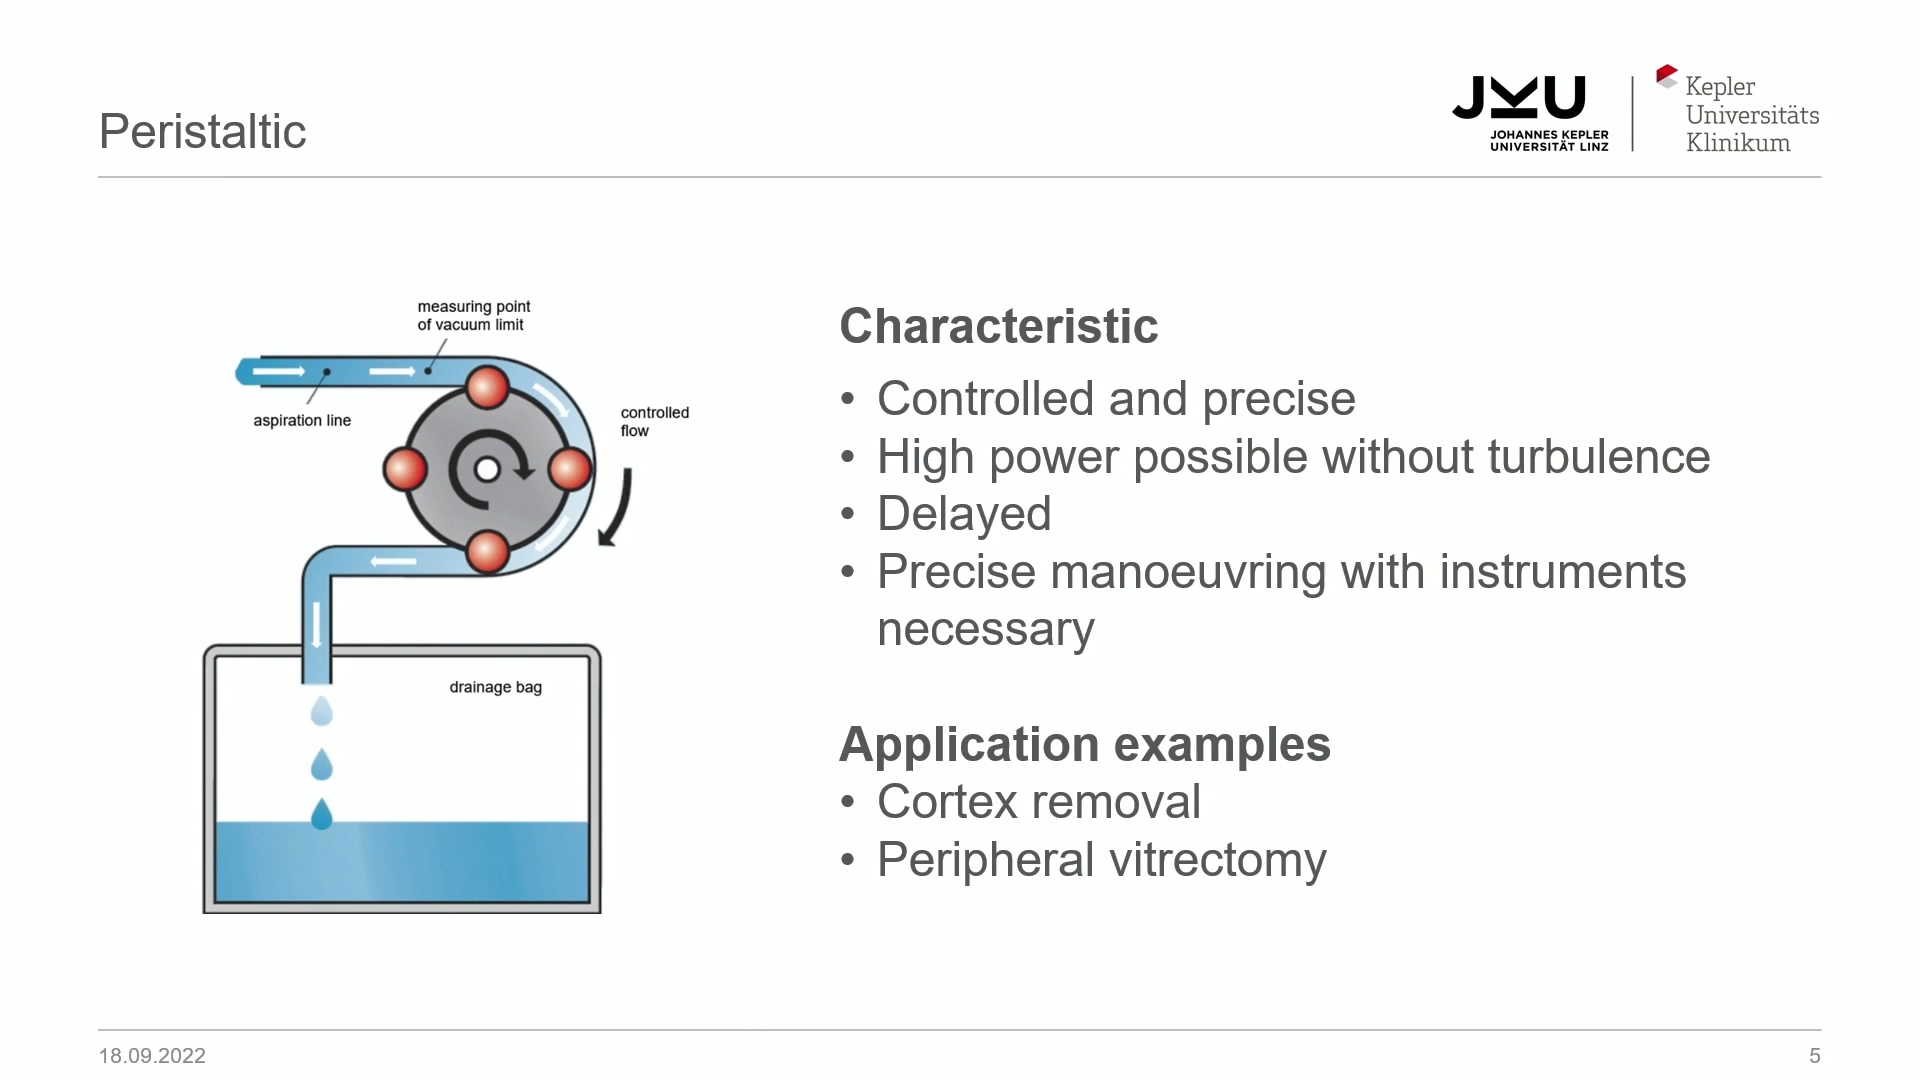 Peristaltic
JKU
JOHANNES KEPLER
UNIVERSITÄT LINZ
Kepler
Universitäts
Klinikum
measuring point
of vacuum limit
aspiration line
controlled
flow
drainage bag
Characteristic
• Controlled and precise
• High power possible without turbulence
• Delayed
• Precise manoeuvring with instruments
necessary
Application examples
• Cortex removal
• Peripheral vitrectomy
18.09.2022
5